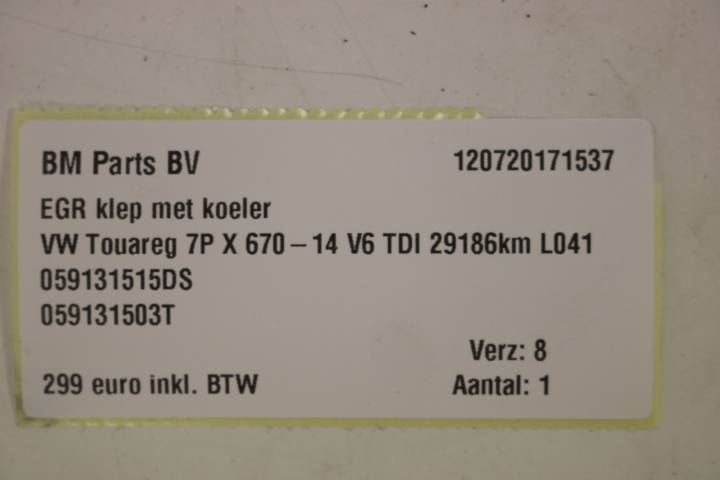 BM Parts BV 120720171537
EGR klep met koeler
VW Touareg 7P X 670 – 14 V6 TDI 29186km L041
059131515DS
059131503T
Verz: 8
299 euro inkl. BTW Aantal: 1